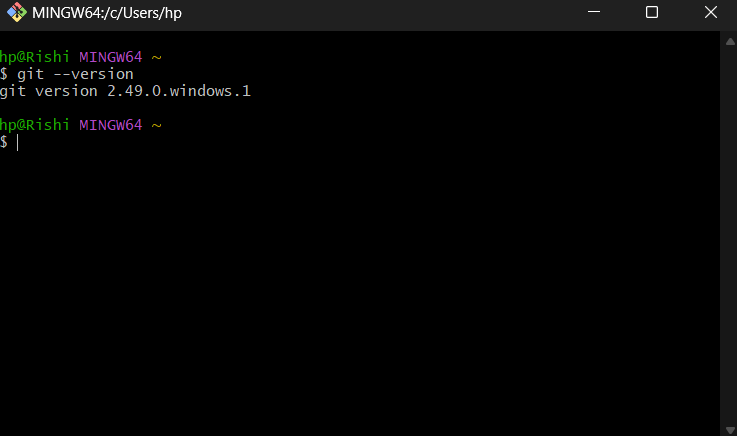 MINGW64:/c/Users/hp
hp@Rishi MINGW64 ~
$ git --version
git version 2.49.0.windows.1
hp@Rishi MINGW64 ~
$